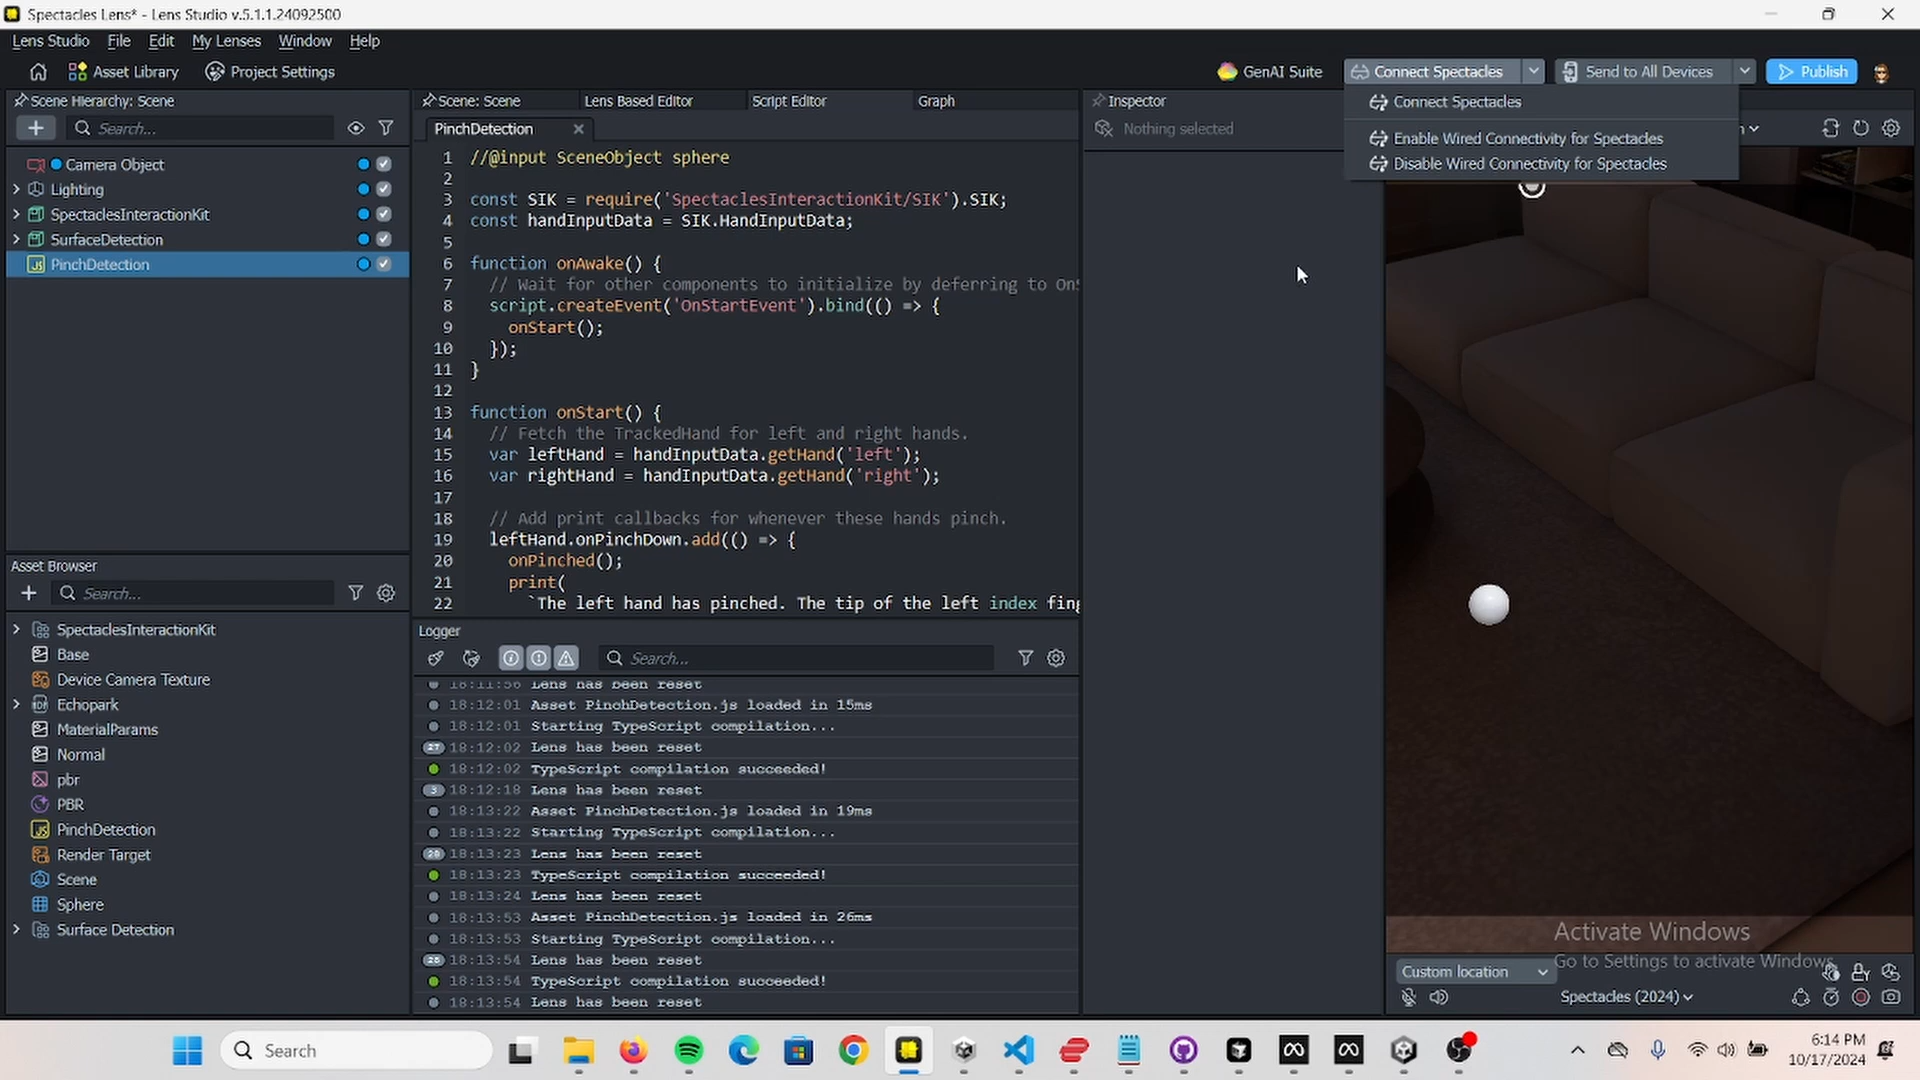 Spectacles Lens* - Lens Studio v.5.1.1.24092500
Lens Studio File Edit My Lenses Window Help
Asset Library Project Settings
GenAI Suite Connect Spectacles Send to All Devices Publish
Connect Spectacles
Enable Wired Connectivity for Spectacles
Disable Wired Connectivity for Spectacles
Scene Hierarchy: Scene
Search...
Camera Object
Lighting
SpectaclesInteractionKit
SurfaceDetection
PinchDetection
Asset Browser
Search...
SpectaclesInteractionKit
Base
Device Camera Texture
Echopark
MaterialParams
Normal
pbr
PBR
PinchDetection
Render Target
Scene
Sphere
Surface Detection
Scene: Scene Lens Based Editor Script Editor Graph
PinchDetection
1 //@input SceneObject sphere
2
3 const SIK = require('SpectaclesInteractionKit/SIK').SIK;
4 const handInputData = SIK.HandInputData;
5
6 function onAwake() {
7 // Wait for other components to initialize by deferring to OnS
8 script.createEvent('OnStartEvent').bind(() => {
9 onStart();
10 });
11 }
12
13 function onStart() {
14 // Fetch the TrackedHand for left and right hands.
15 var leftHand = handInputData.getHand('left');
16 var rightHand = handInputData.getHand('right');
17
18 // Add print callbacks for whenever these hands pinch.
19 leftHand.onPinchDown.add(() => {
20 onPinched();
21 print(
22 `The left hand has pinched. The tip of the left index fing
Logger
Search...
18:11:56 Lens has been reset
18:12:01 Asset PinchDetection.js loaded in 15ms
18:12:01 Starting TypeScript compilation...
27 18:12:02 Lens has been reset
18:12:02 TypeScript compilation succeeded!
3 18:12:18 Lens has been reset
18:13:22 Asset PinchDetection.js loaded in 19ms
18:13:22 Starting TypeScript compilation...
18:13:23 Lens has been reset
18:13:23 TypeScript compilation succeeded!
18:13:24 Lens has been reset
18:13:53 Asset PinchDetection.js loaded in 26ms
18:13:53 Starting TypeScript compilation...
18:13:54 Lens has been reset
18:13:54 TypeScript compilation succeeded!
18:13:54 Lens has been reset
Inspector
Nothing selected
Activate Windows
Go to Settings to activate Windows.
Custom location
Spectacles (2024)
Search
6:14 PM
10/17/2024